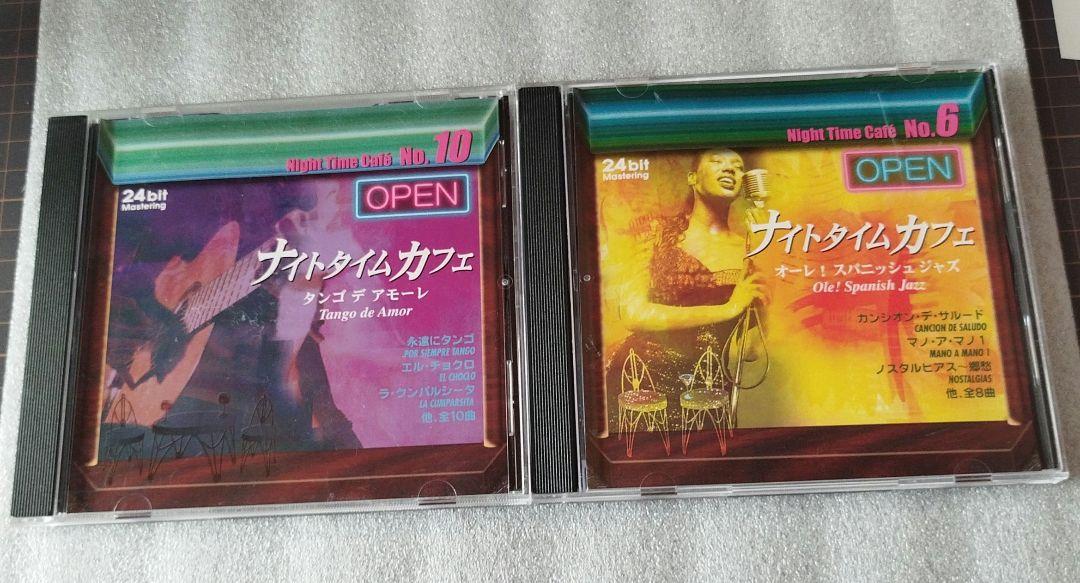 Night Time Café No.10
24bit
Mastering
OPEN
ナイトタイムカフェ
タンゴ デ アモーレ
Tango de Amor
永遠にタンゴ
POR SIEMPRE TANGO
エル・チョクロ
EL CHOCLO
ラ・クンパルシータ
LA CUMPARSITA
他、全10曲
Night Time Café No.6
24bit
Mastering
OPEN
ナイトタイムカフェ
オーレ! スパニッシュ ジャズ
Ole! Spanish Jazz
カンシオン・デ・サルード
CANCION DE SALUDO
マノ・ア・マノ1
MANO A MANO 1
ノスタルヒアス〜郷愁
NOSTALGIAS
他、全8曲